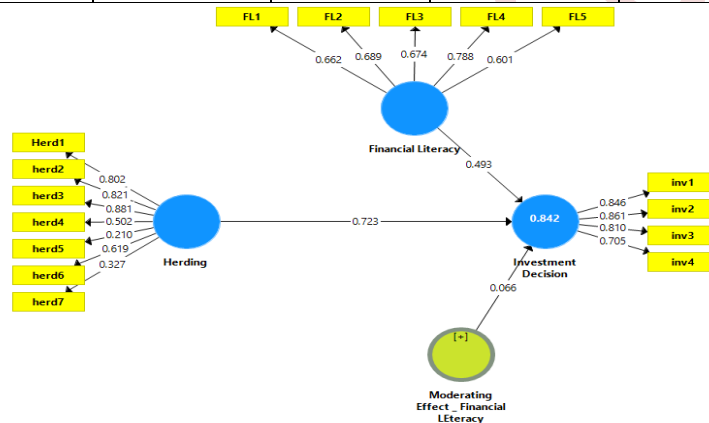 FL1 FL2 FL3 FL4 FL5
0.662 0.689 0.674 0.788 0.601
Financial Literacy
0.493
Herd1
herd2
herd3
herd4
herd5
herd6
herd7
0.802
0.821
0.881
0.502
0.210
0.619
0.327
Herding
0.723
0.842
Investment
Decision
0.846
0.861
0.810
0.705
inv1
inv2
inv3
inv4
0.066
[+]
Moderating
Effect _ Financial
LEteracy